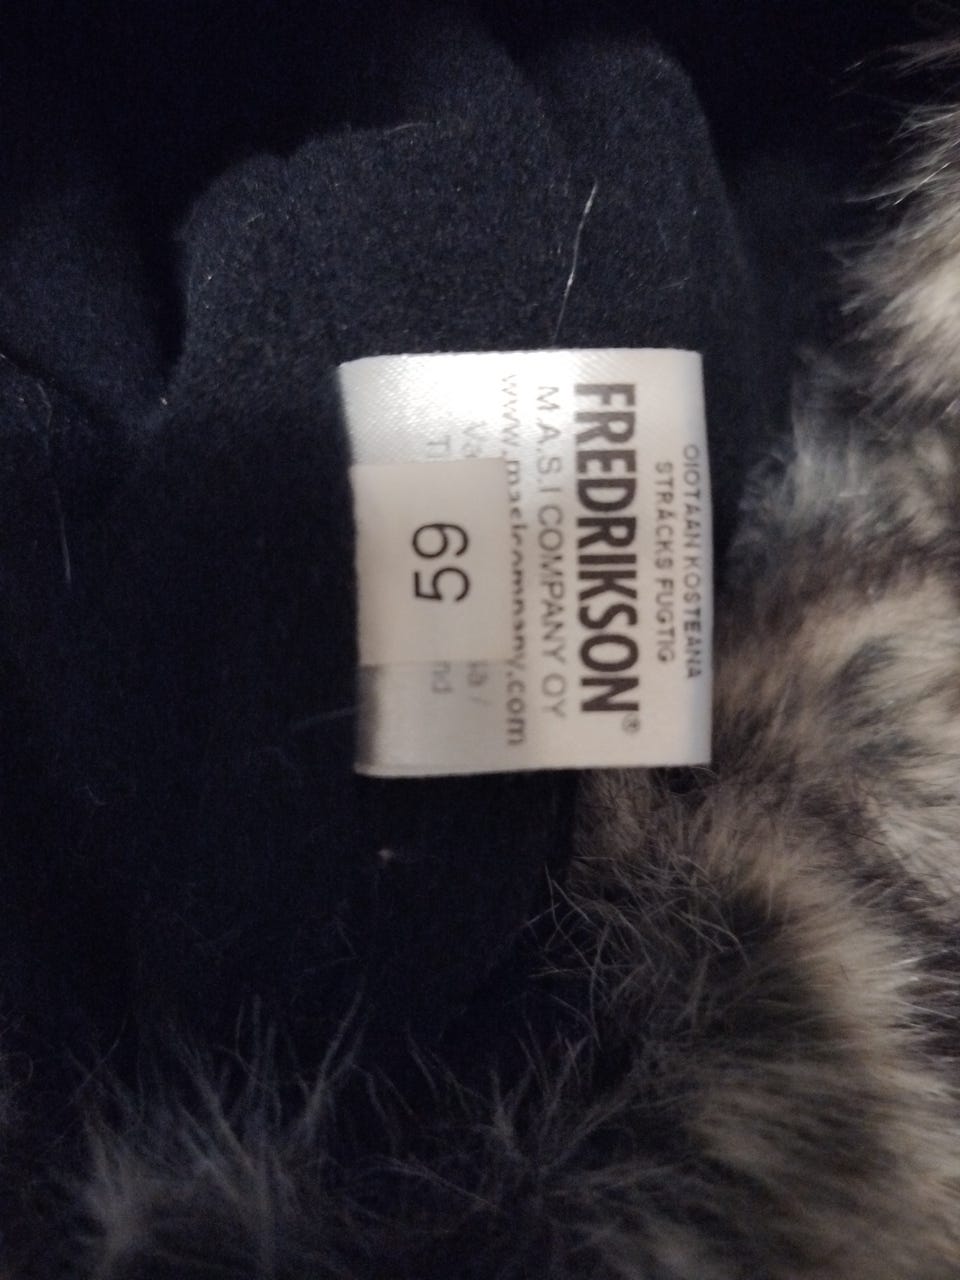 OIOTAAN KOSTEANA
STRÄCKS FUGTIG
FREDRIKSON®
M.A.S.I COMPANY OY
www.masicompany.com
59